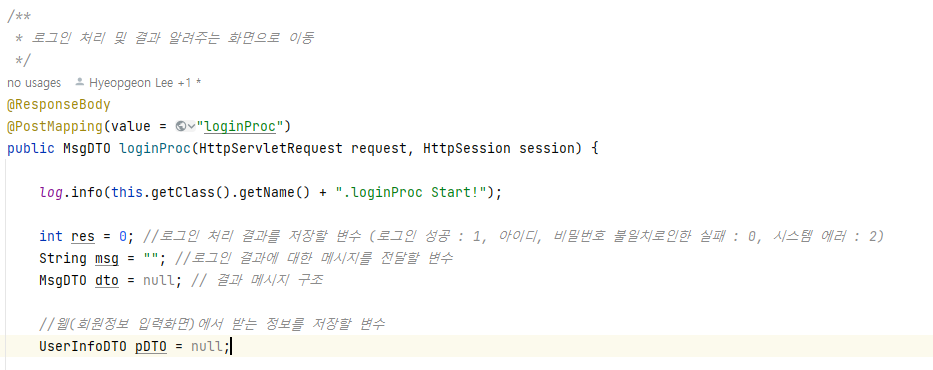 /**
 * 로그인 처리 및 결과 알려주는 화면으로 이동
 */
no usages Hyeopgeon Lee +1 *
@ResponseBody
@PostMapping(value = "loginProc")
public MsgDTO loginProc(HttpServletRequest request, HttpSession session) {
log.info(this.getClass().getName() + ".loginProc Start!");
int res = 0; //로그인 처리 결과를 저장할 변수 (로그인 성공 : 1, 아이디, 비밀번호 불일치로인한 실패 : 0, 시스템 에러 : 2)
String msg = ""; //로그인 결과에 대한 메시지를 전달할 변수
MsgDTO dto = null; // 결과 메시지 구조
//웹(회원정보 입력화면)에서 받는 정보를 저장할 변수
UserInfoDTO pDTO = null;